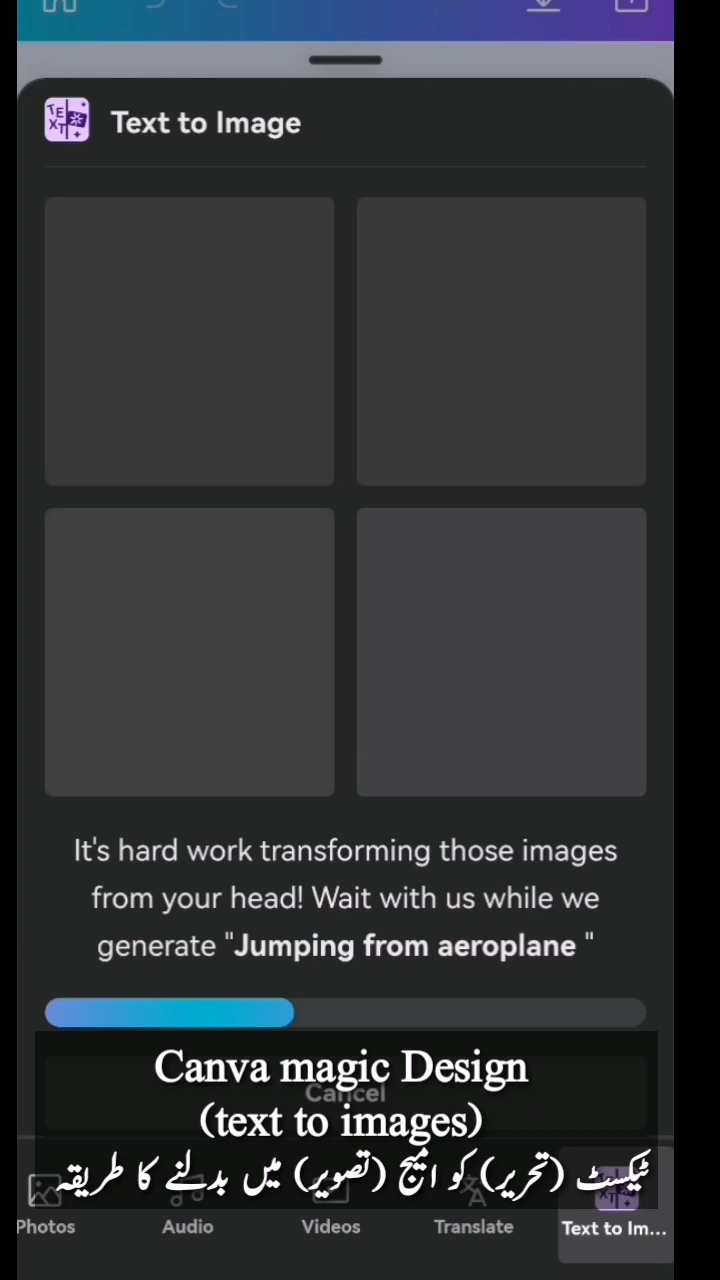 TEXT
Text to Image
It's hard work transforming those images
from your head! Wait with us while we
generate "Jumping from aeroplane "
Cancel
Canva magic Design
(text to images)
ٹیکسٹ (تحریر) کو امیج (تصویر) میں بدلنے کا طریقہ
Photos
Audio
Videos
Translate
Text to Im...